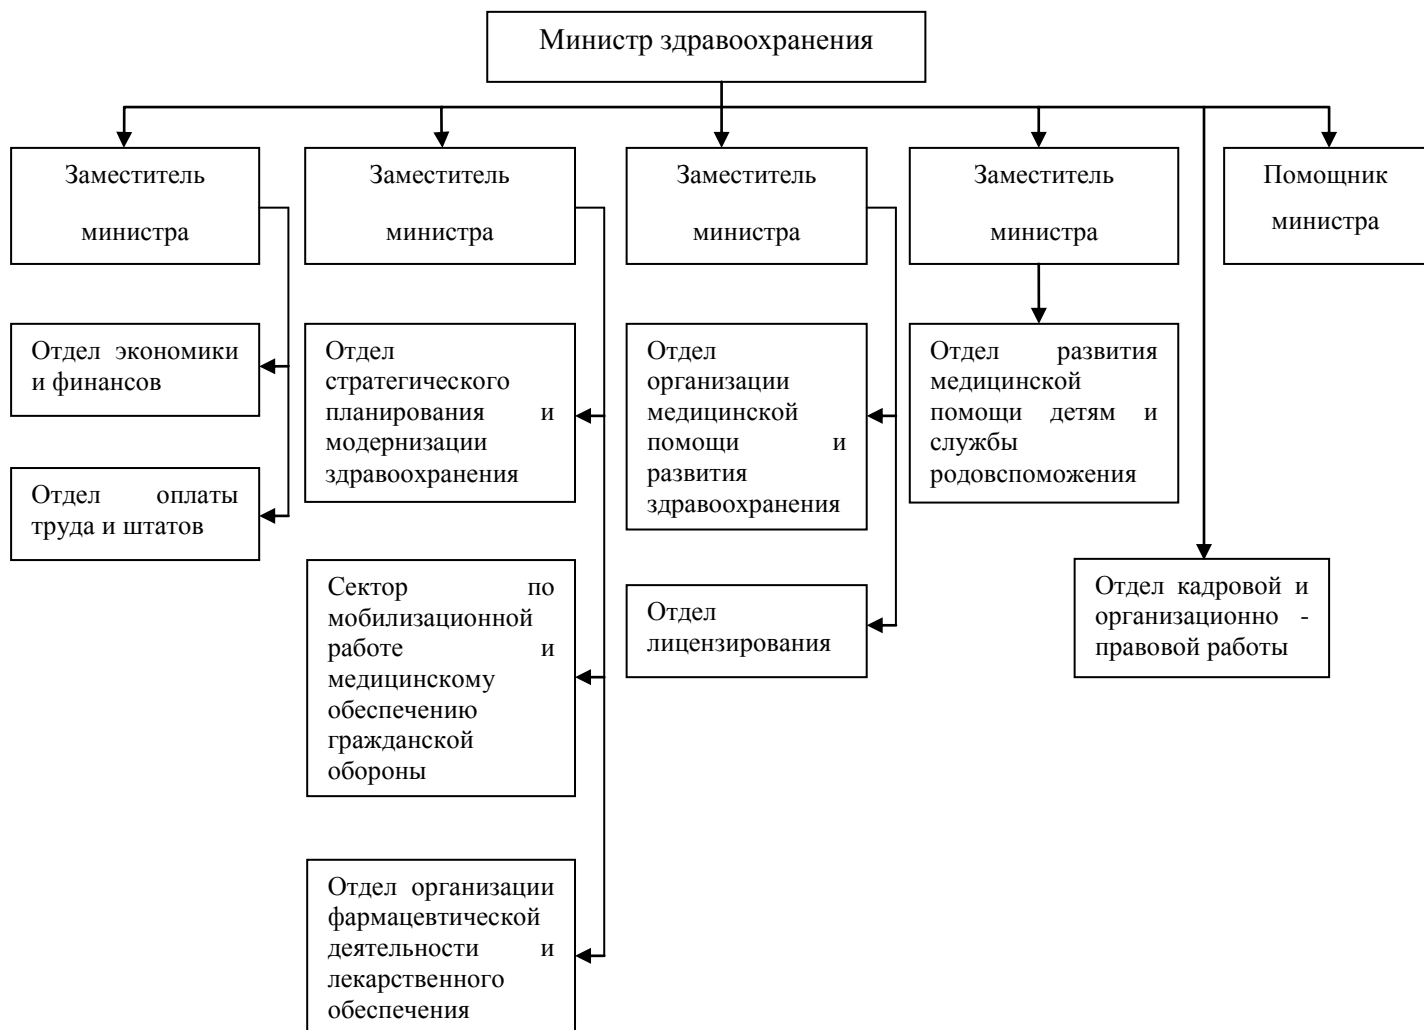 Министр здравоохранения
Заместитель
министра
Заместитель
министра
Заместитель
министра
Заместитель
министра
Помощник
министра
Отдел экономики
и финансов
Отдел оплаты
труда и штатов
Отдел
стратегического
планирования и
модернизации
здравоохранения
Сектор по
мобилизационной
работе и
медицинскому
обеспечению
гражданской
обороны
Отдел организации
фармацевтической
деятельности и
лекарственного
обеспечения
Отдел
организации
медицинской
помощи и
развития
здравоохранения
Отдел
лицензирования
Отдел развития
медицинской
помощи детям и
службы
родовспоможения
Отдел кадровой и
организационно -
правовой работы